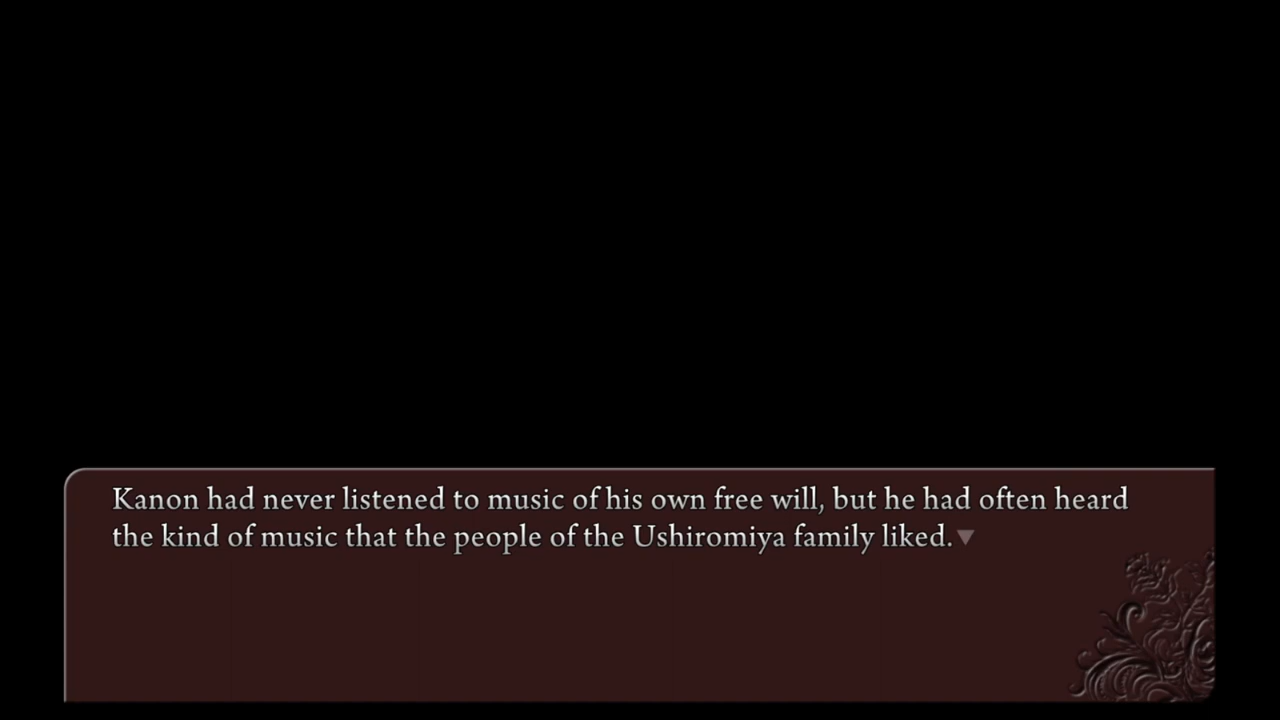 Kanon had never listened to music of his own free will, but he had often heard
the kind of music that the people of the Ushiromiya family liked.